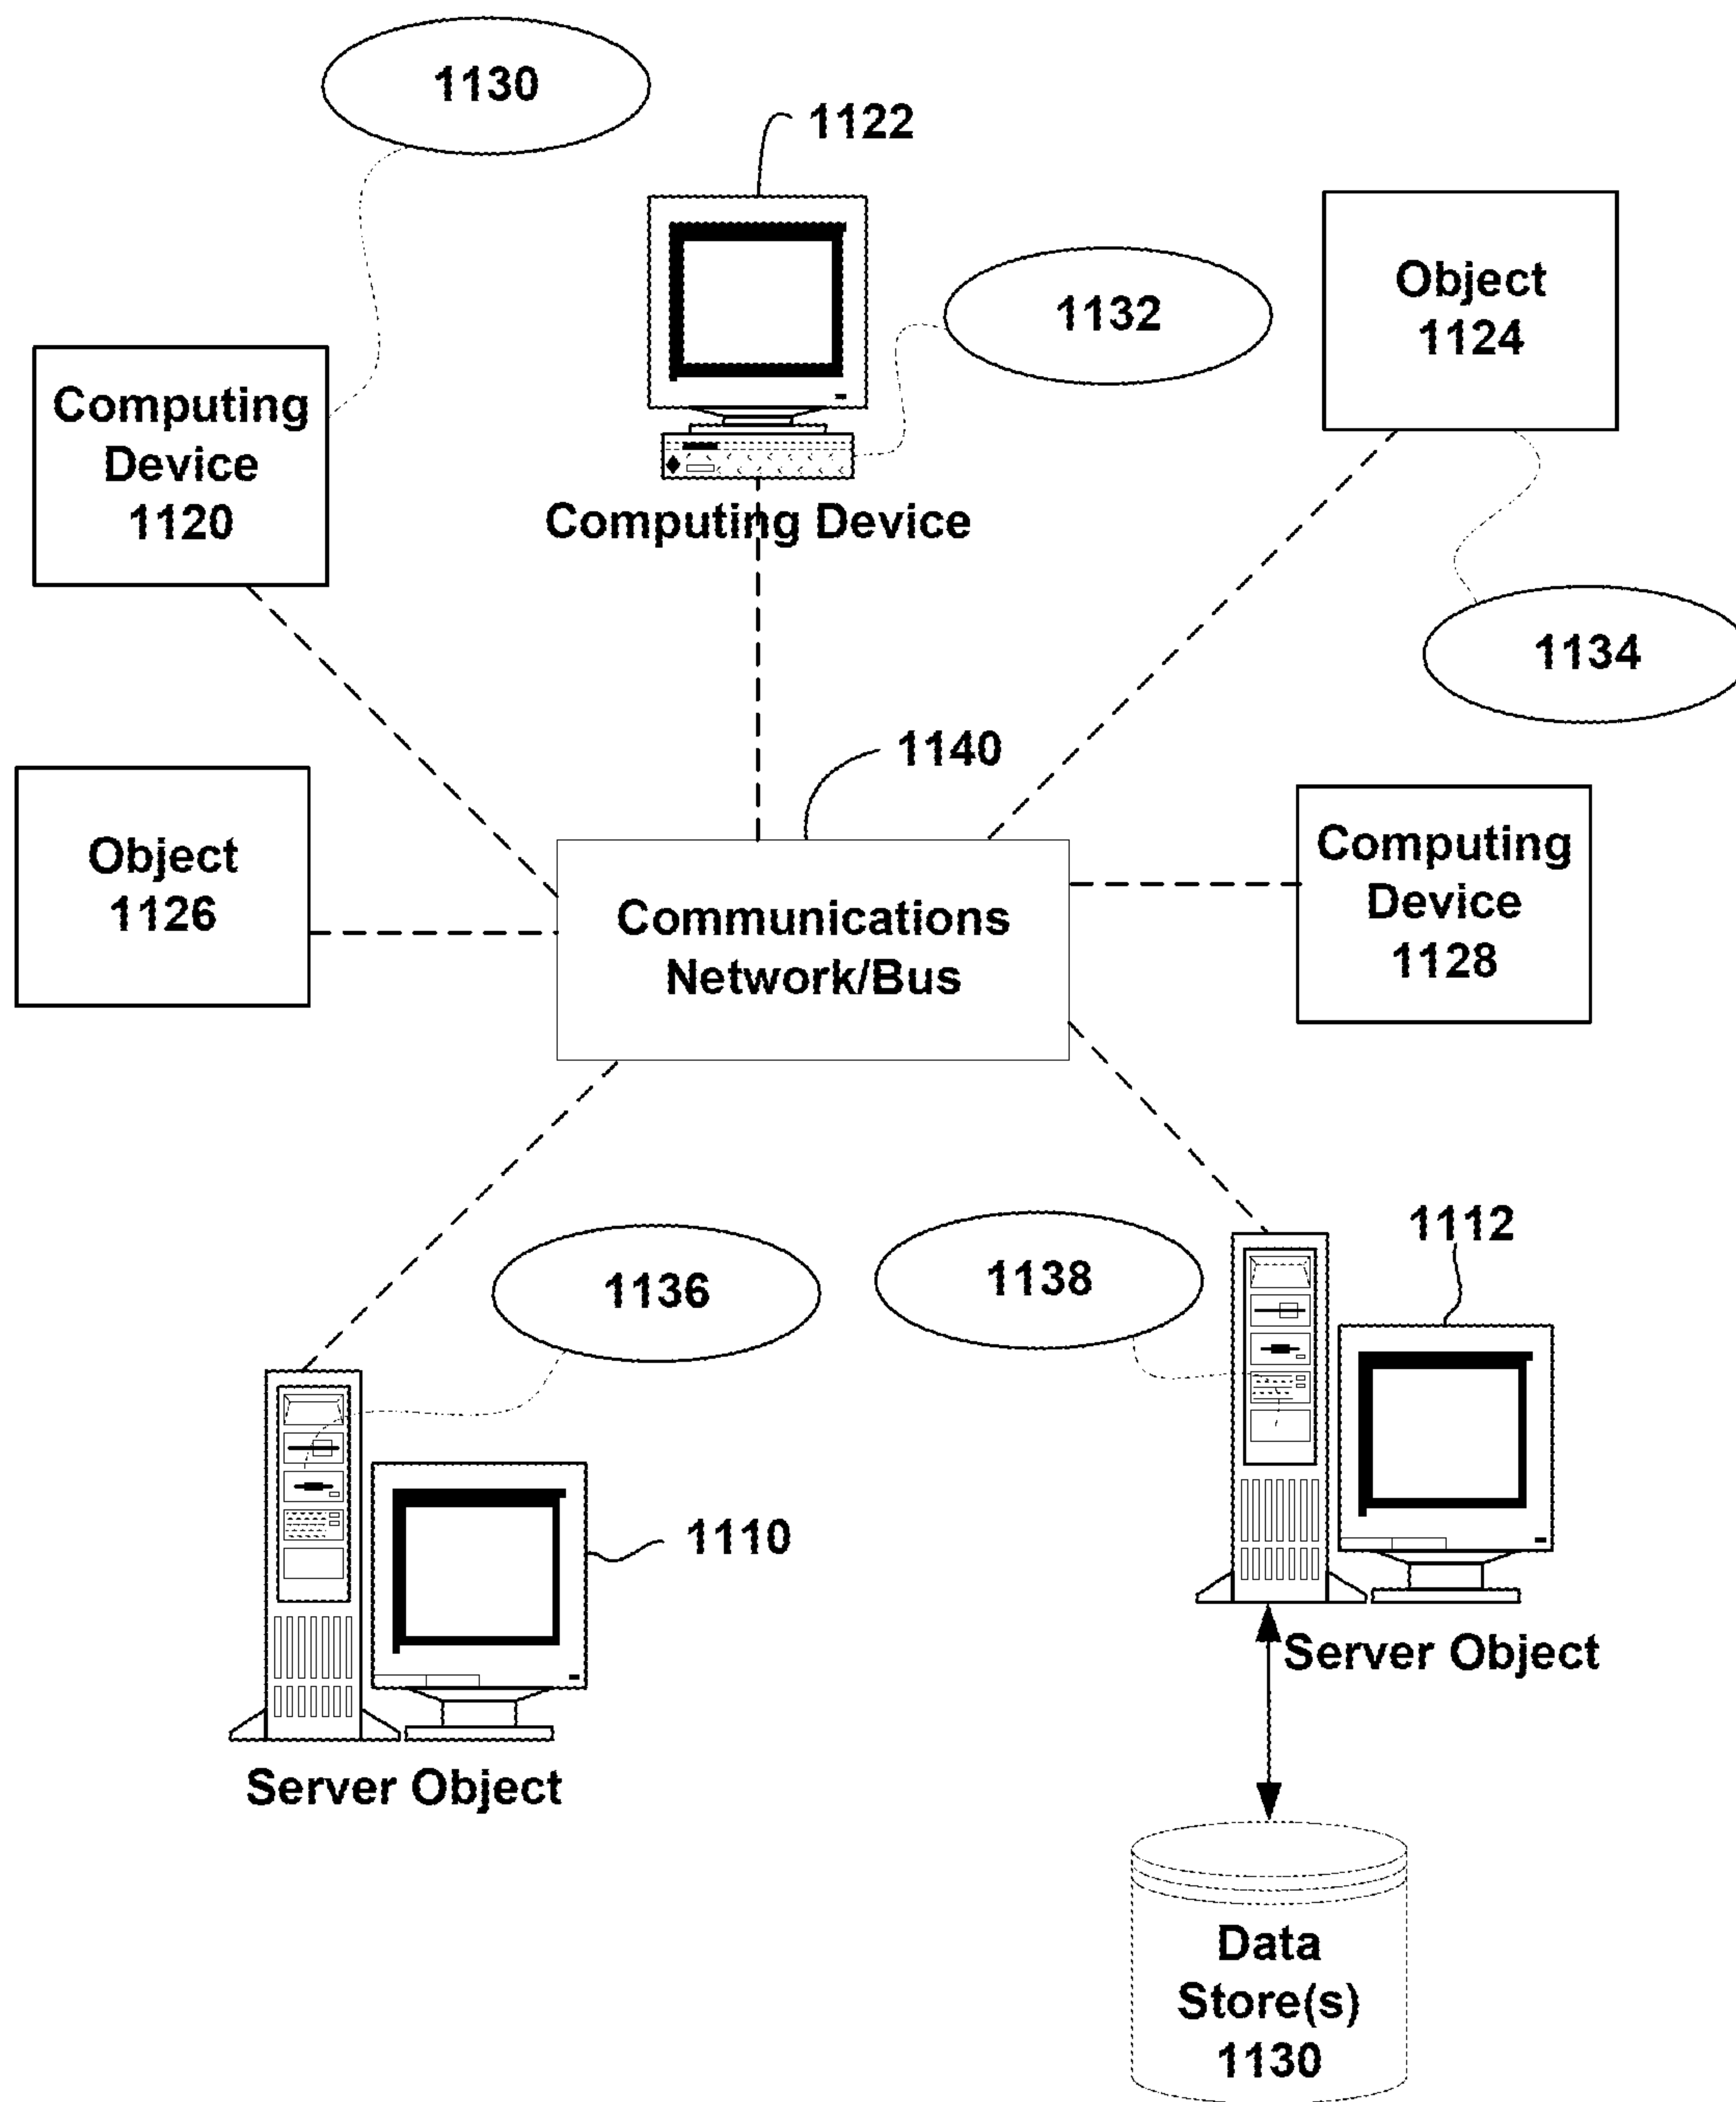 1130
1122
Object
1124
1132
Computing
Device
1120
Computing Device
1134
1140
Object
1126
Computing
Device
1128
Communications
Network/Bus
1112
1138
1136
1110
Server Object
Server Object
Data
Store(s)
1130